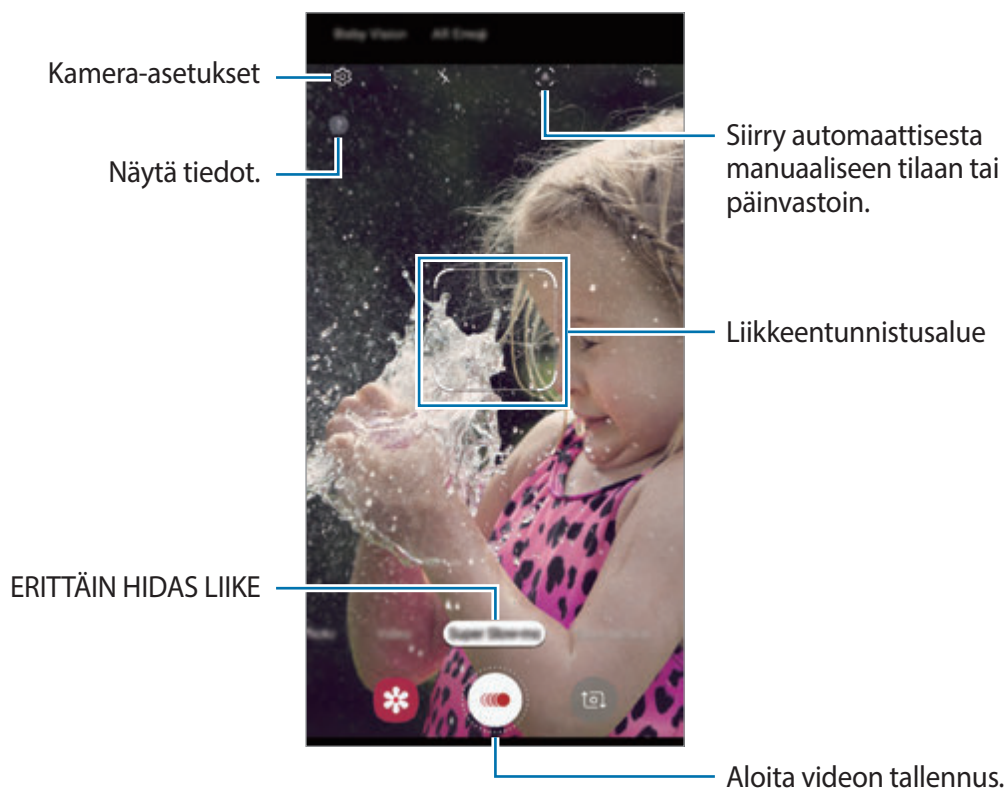 Kamera-asetukset
Näytä tiedot.
Siirry automaattisesta
manuaaliseen tilaan tai
päinvastoin.
Liikkeentunnistusalue
ERITTÄIN HIDAS LIIKE
Super Slow-mo
Aloita videon tallennus.